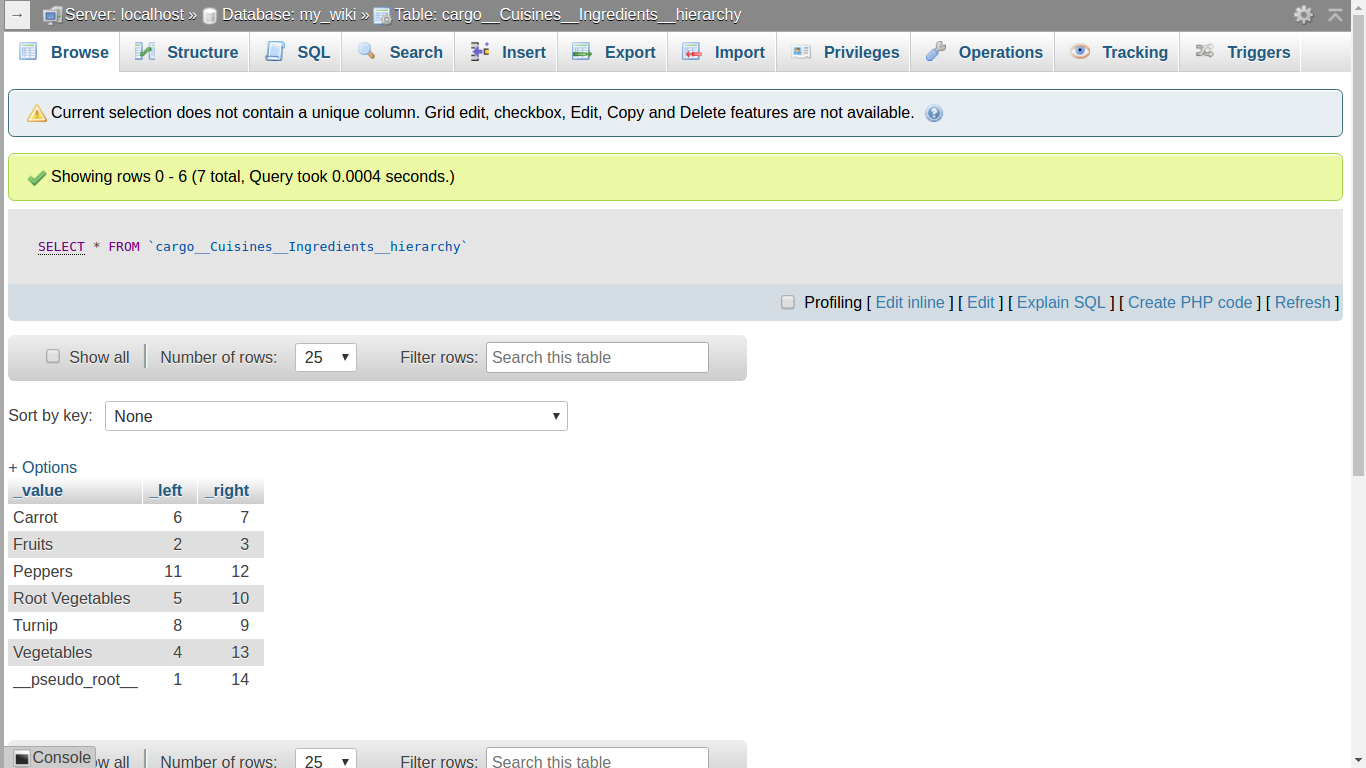 → Server: localhost » Database: my_wiki » Table: cargo__Cuisines__Ingredients__hierarchy
Browse Structure SQL Search Insert Export Import Privileges Operations Tracking Triggers
Current selection does not contain a unique column. Grid edit, checkbox, Edit, Copy and Delete features are not available.
Showing rows 0 - 6 (7 total, Query took 0.0004 seconds.)
SELECT * FROM `cargo__Cuisines__Ingredients__hierarchy`
Profiling [ Edit inline ] [ Edit ] [ Explain SQL ] [ Create PHP code ] [ Refresh ]
Show all Number of rows: 25 Filter rows: Search this table
Sort by key: None
+ Options
_value _left _right
Carrot 6 7
Fruits 2 3
Peppers 11 12
Root Vegetables 5 10
Turnip 8 9
Vegetables 4 13
__pseudo_root__ 1 14
Console w all Number of rows: 25 Filter rows: Search this table